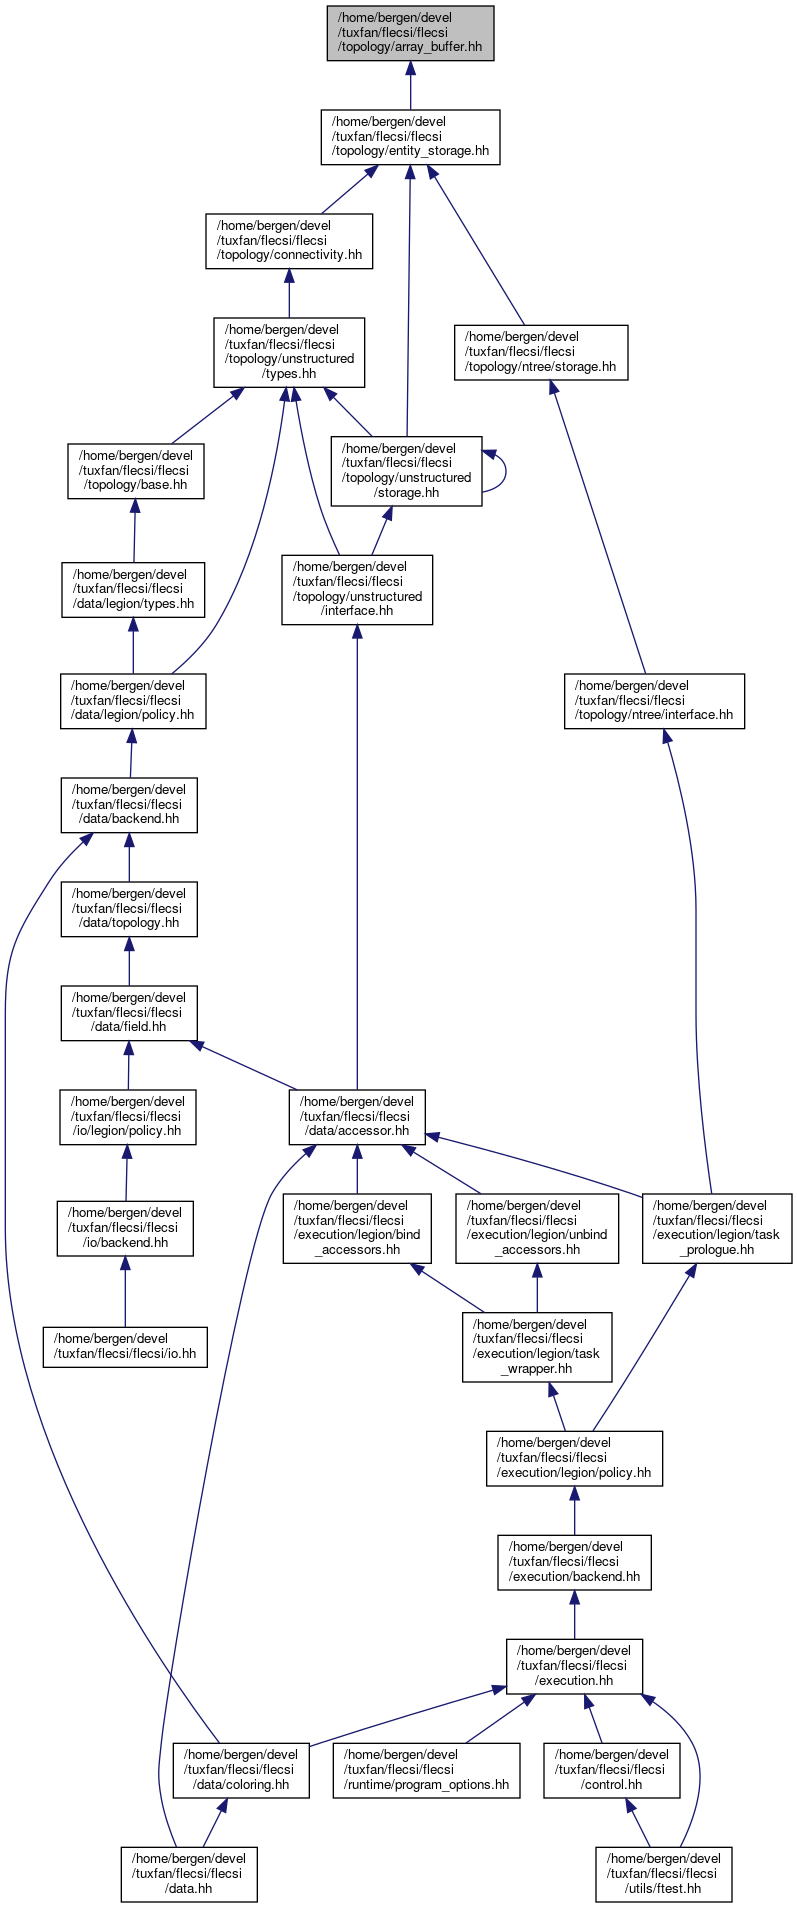 /home/bergen/devel
/tuxfan/flecsi/flecsi
/topology/array_buffer.hh
/home/bergen/devel
/tuxfan/flecsi/flecsi
/topology/entity_storage.hh
/home/bergen/devel
/tuxfan/flecsi/flecsi
/topology/connectivity.hh
/home/bergen/devel
/tuxfan/flecsi/flecsi
/topology/unstructured
/types.hh
/home/bergen/devel
/tuxfan/flecsi/flecsi
/topology/ntree/storage.hh
/home/bergen/devel
/tuxfan/flecsi/flecsi
/topology/base.hh
/home/bergen/devel
/tuxfan/flecsi/flecsi
/topology/unstructured
/storage.hh
/home/bergen/devel
/tuxfan/flecsi/flecsi
/data/legion/types.hh
/home/bergen/devel
/tuxfan/flecsi/flecsi
/topology/unstructured
/interface.hh
/home/bergen/devel
/tuxfan/flecsi/flecsi
/data/legion/policy.hh
/home/bergen/devel
/tuxfan/flecsi/flecsi
/topology/ntree/interface.hh
/home/bergen/devel
/tuxfan/flecsi/flecsi
/data/backend.hh
/home/bergen/devel
/tuxfan/flecsi/flecsi
/data/topology.hh
/home/bergen/devel
/tuxfan/flecsi/flecsi
/data/field.hh
/home/bergen/devel
/tuxfan/flecsi/flecsi
/io/legion/policy.hh
/home/bergen/devel
/tuxfan/flecsi/flecsi
/data/accessor.hh
/home/bergen/devel
/tuxfan/flecsi/flecsi
/io/backend.hh
/home/bergen/devel
/tuxfan/flecsi/flecsi
/execution/legion/bind
_accessors.hh
/home/bergen/devel
/tuxfan/flecsi/flecsi
/execution/legion/unbind
_accessors.hh
/home/bergen/devel
/tuxfan/flecsi/flecsi
/execution/legion/task
_prologue.hh
/home/bergen/devel
/tuxfan/flecsi/flecsi/io.hh
/home/bergen/devel
/tuxfan/flecsi/flecsi
/execution/legion/task
_wrapper.hh
/home/bergen/devel
/tuxfan/flecsi/flecsi
/execution/legion/policy.hh
/home/bergen/devel
/tuxfan/flecsi/flecsi
/execution/backend.hh
/home/bergen/devel
/tuxfan/flecsi/flecsi
/execution.hh
/home/bergen/devel
/tuxfan/flecsi/flecsi
/data/coloring.hh
/home/bergen/devel
/tuxfan/flecsi/flecsi
/runtime/program_options.hh
/home/bergen/devel
/tuxfan/flecsi/flecsi
/control.hh
/home/bergen/devel
/tuxfan/flecsi/flecsi
/data.hh
/home/bergen/devel
/tuxfan/flecsi/flecsi
/utils/ftest.hh